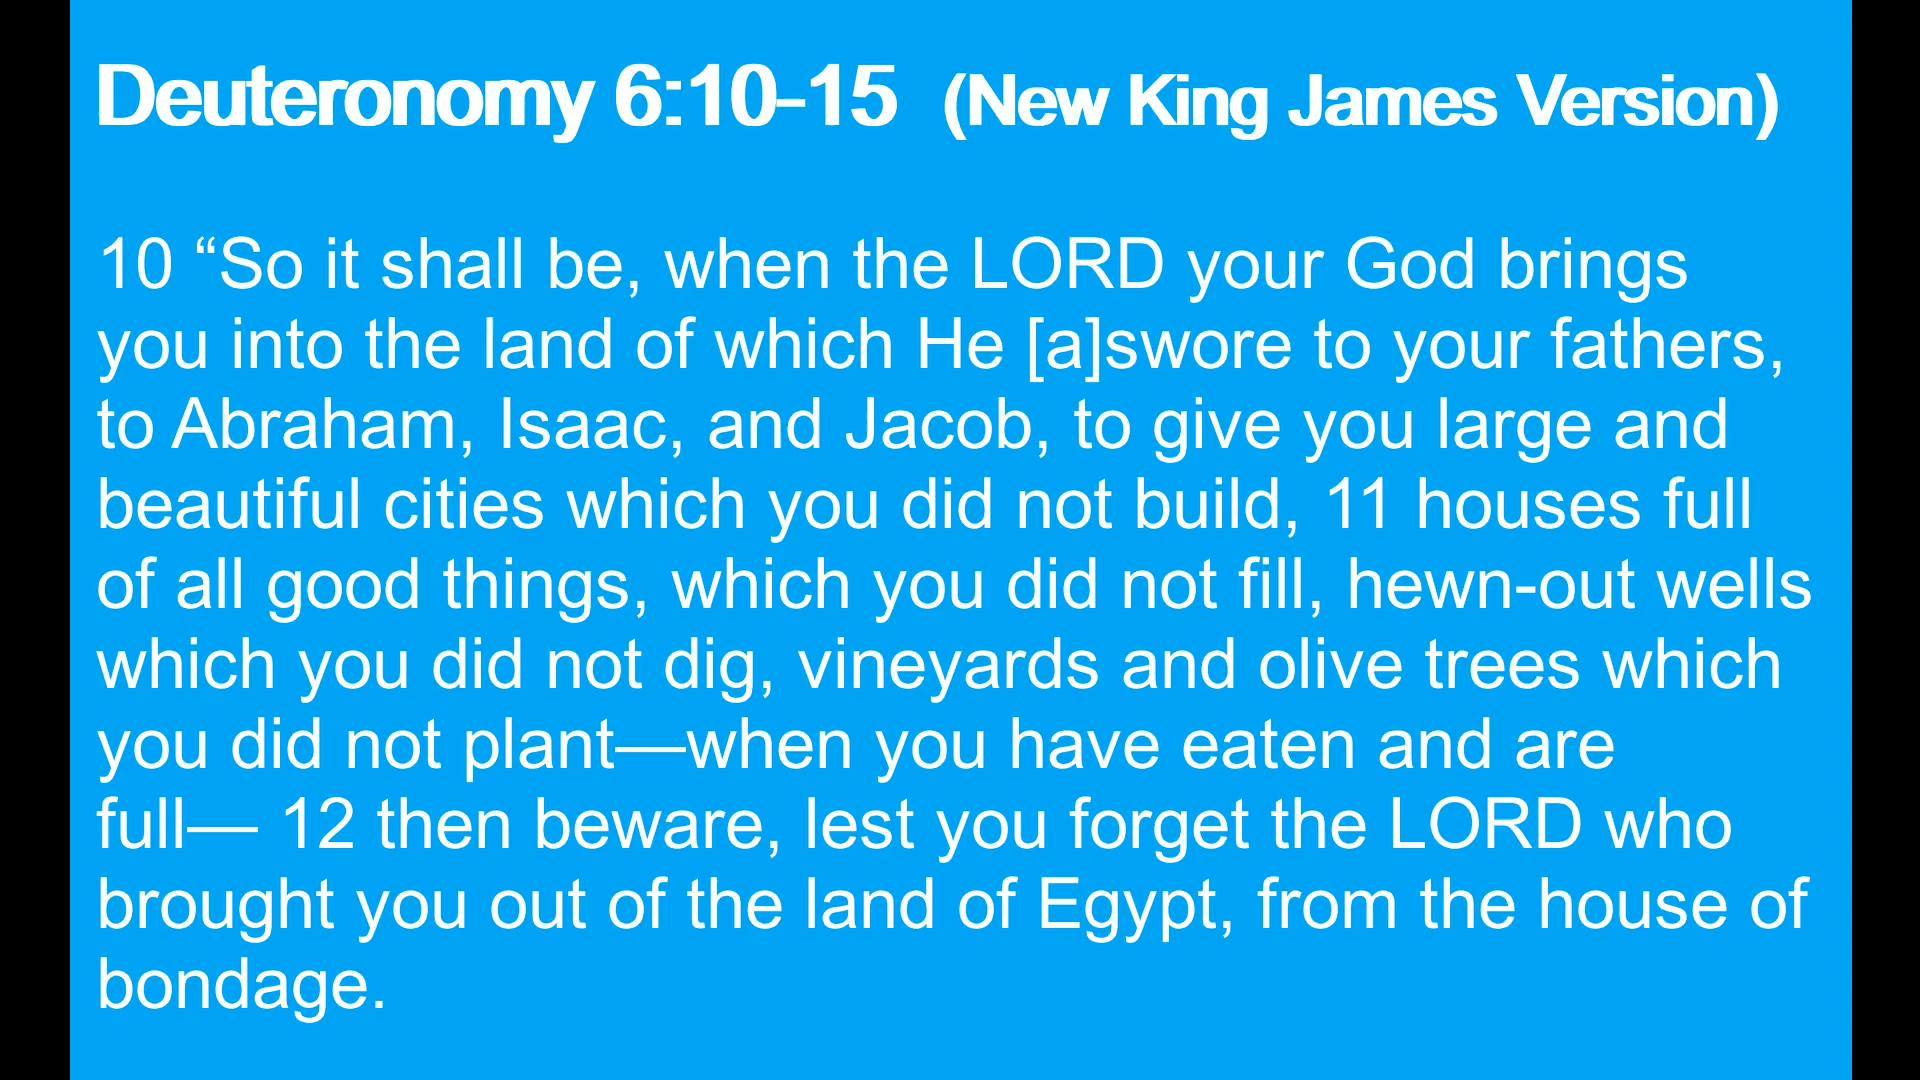 Deuteronomy 6:10-15 (New King James Version)
10 “So it shall be, when the LORD your God brings
you into the land of which He [a]swore to your fathers,
to Abraham, Isaac, and Jacob, to give you large and
beautiful cities which you did not build, 11 houses full
of all good things, which you did not fill, hewn-out wells
which you did not dig, vineyards and olive trees which
you did not plant—when you have eaten and are
full— 12 then beware, lest you forget the LORD who
brought you out of the land of Egypt, from the house of
bondage.